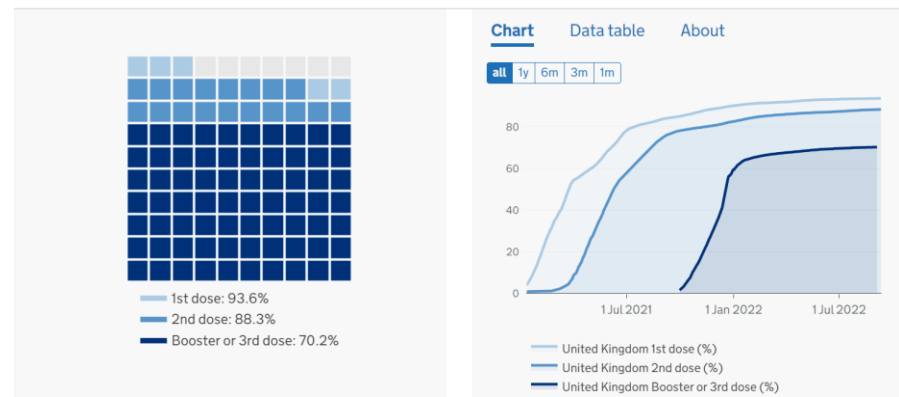 1st dose: 93.6%
2nd dose: 88.3%
Booster or 3rd dose: 70.2%
Chart Data table About
all 1y 6m 3m 1m
80
60
40
20
0
1 Jul 2021 1 Jan 2022 1 Jul 2022
United Kingdom 1st dose (%)
United Kingdom 2nd dose (%)
United Kingdom Booster or 3rd dose (%)